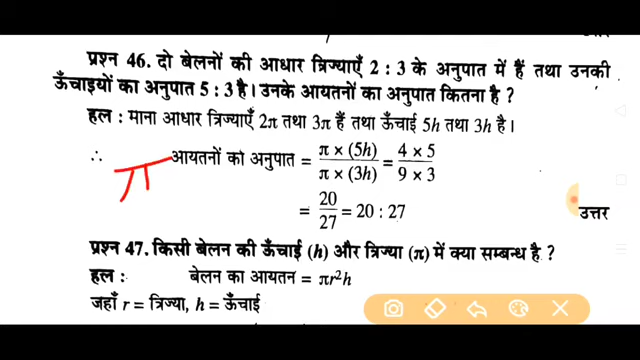 उत्तर
प्रश्न 46. दो बेलनों की आधार त्रिज्याएँ 2 : 3 के अनुपात में हैं तथा उनकी
ऊँचाइयों का अनुपात 5 : 3 है। उनके आयतनों का अनुपात कितना है ?
हल : माना आधार त्रिज्याएँ 2π तथा 3π हैं तथा ऊँचाई 5h तथा 3h है।
∴ π आयतनों को अनुपात = π × (5h) / π × (3h) = 4 × 5 / 9 × 3
= 20 / 27 = 20 : 27 उत्तर
प्रश्न 47. किसी बेलन की ऊँचाई (h) और त्रिज्या (π) में क्या सम्बन्ध है ?
हल : बेलन का आयतन = πr²h
जहाँ r = त्रिज्या, h = ऊँचाई